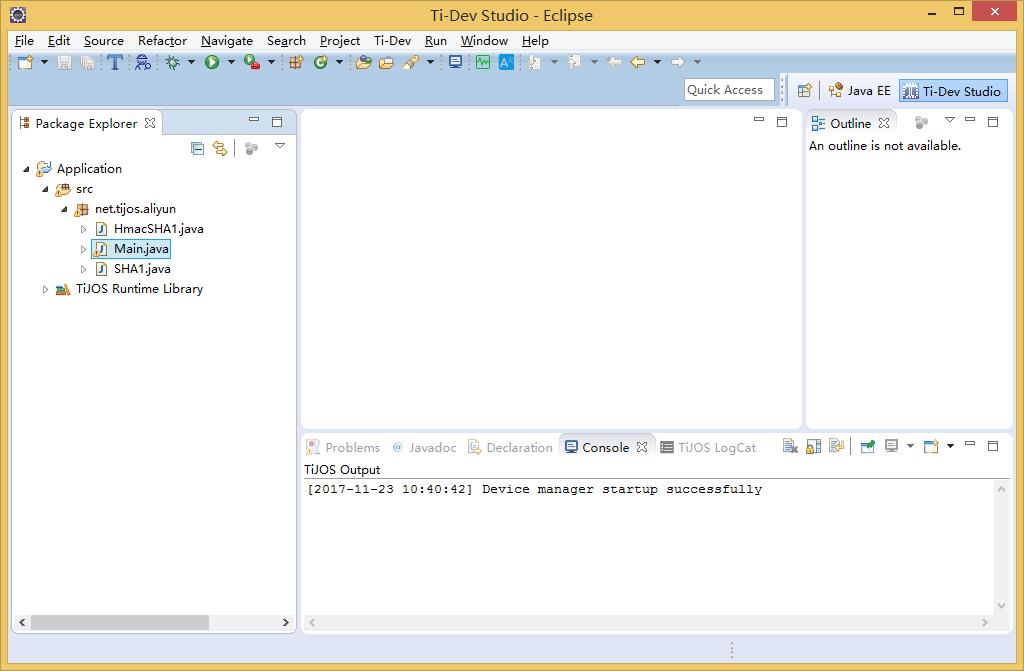 Ti-Dev Studio - Eclipse
File Edit Source Refactor Navigate Search Project Ti-Dev Run Window Help
Quick Access
Java EE
Ti-Dev Studio
Package Explorer
Application
src
net.tijos.aliyun
HmacSHA1.java
Main.java
SHA1.java
TiJOS Runtime Library
Outline
An outline is not available.
Problems @ Javadoc Declaration Console TiJOS LogCat
TiJOS Output
[2017-11-23 10:40:42] Device manager startup successfully